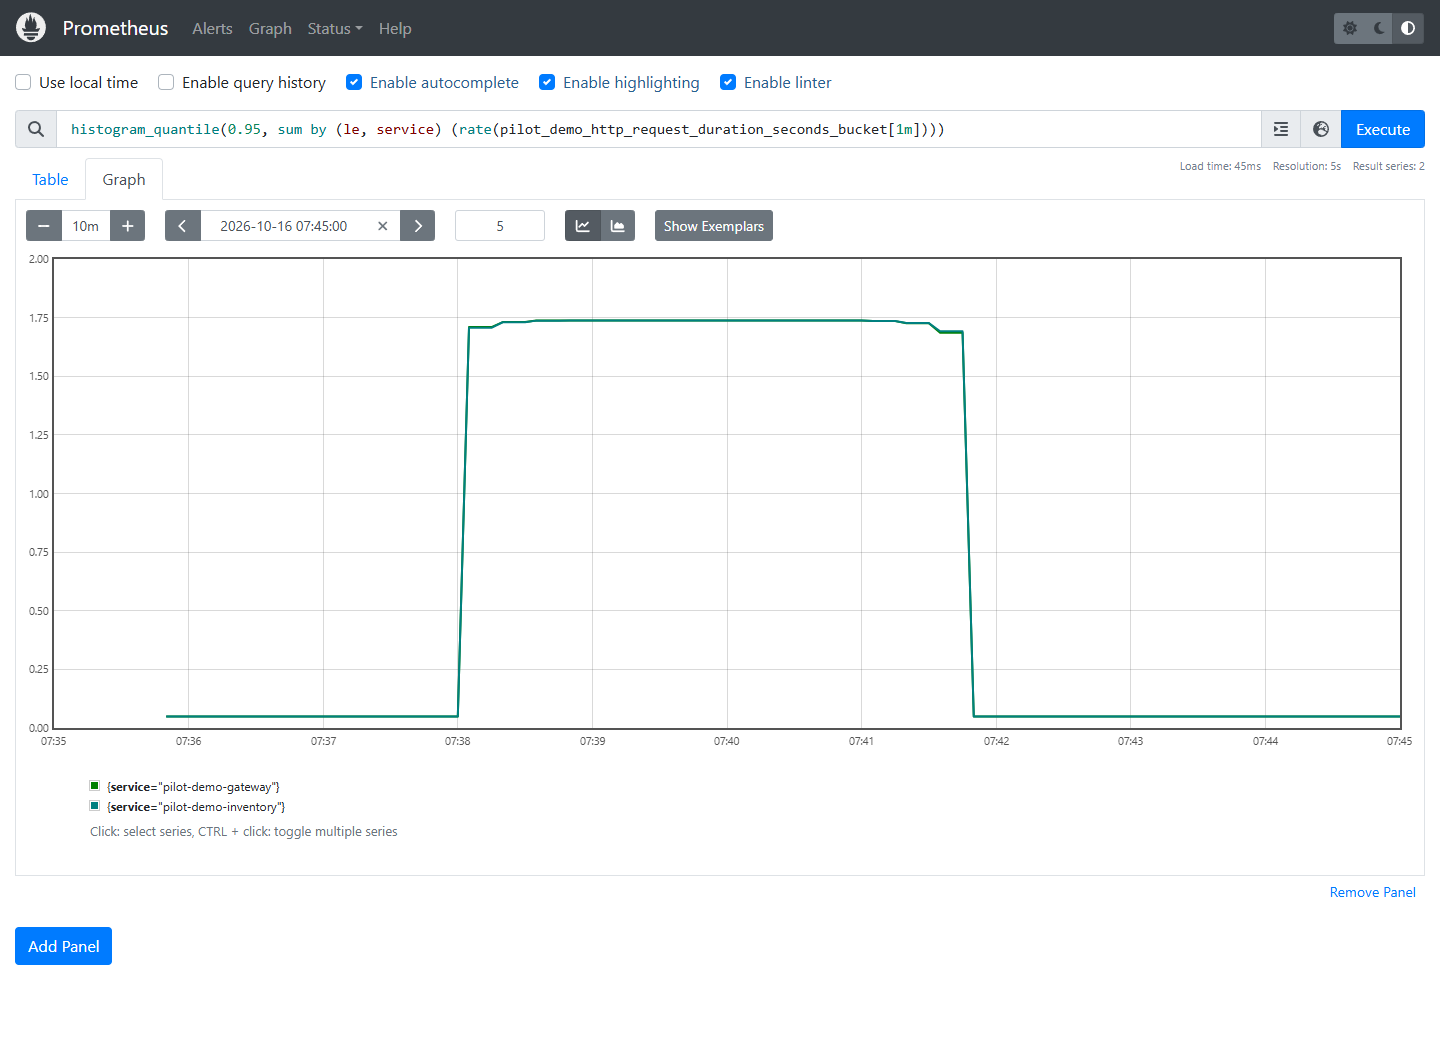 Prometheus Alerts Graph Status Help
Use local time Enable query history Enable autocomplete Enable highlighting Enable linter
histogram_quantile(0.95, sum by (le, service) (rate(pilot_demo_http_request_duration_seconds_bucket[1m]))) Execute
Load time: 45ms Resolution: 5s Result series: 2
Table Graph
10m 2026-10-16 07:45:00 5 Show Exemplars
2.00
1.75
1.50
1.25
1.00
0.75
0.50
0.25
0.00
07:35 07:36 07:37 07:38 07:39 07:40 07:41 07:42 07:43 07:44 07:45
{service="pilot-demo-gateway"}
{service="pilot-demo-inventory"}
Click: select series, CTRL + click: toggle multiple series
Remove Panel
Add Panel